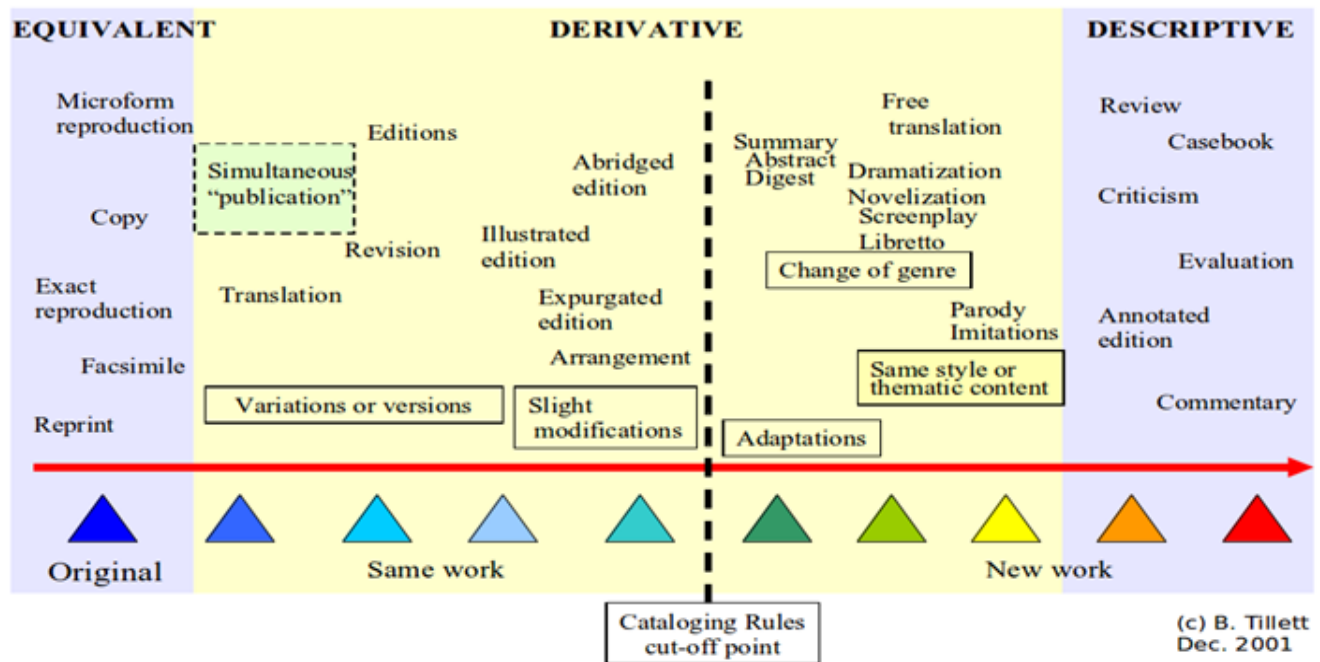 EQUIVALENT
DERIVATIVE
DESCRIPTIVE
Microform
reproduction
Copy
Exact
reproduction
Facsimile
Reprint
Simultaneous
“publication”
Editions
Revision
Translation
Abridged
edition
Illustrated
edition
Expurgated
edition
Arrangement
Variations or versions
Slight
modifications
Summary
Abstract
Digest
Free
translation
Dramatization
Novelization
Screenplay
Libretto
Change of genre
Parody
Imitations
Same style or
thematic content
Adaptations
Review
Casebook
Criticism
Evaluation
Annotated
edition
Commentary
Original
Same work
New work
Cataloging Rules
cut-off point
(c) B. Tillett
Dec. 2001